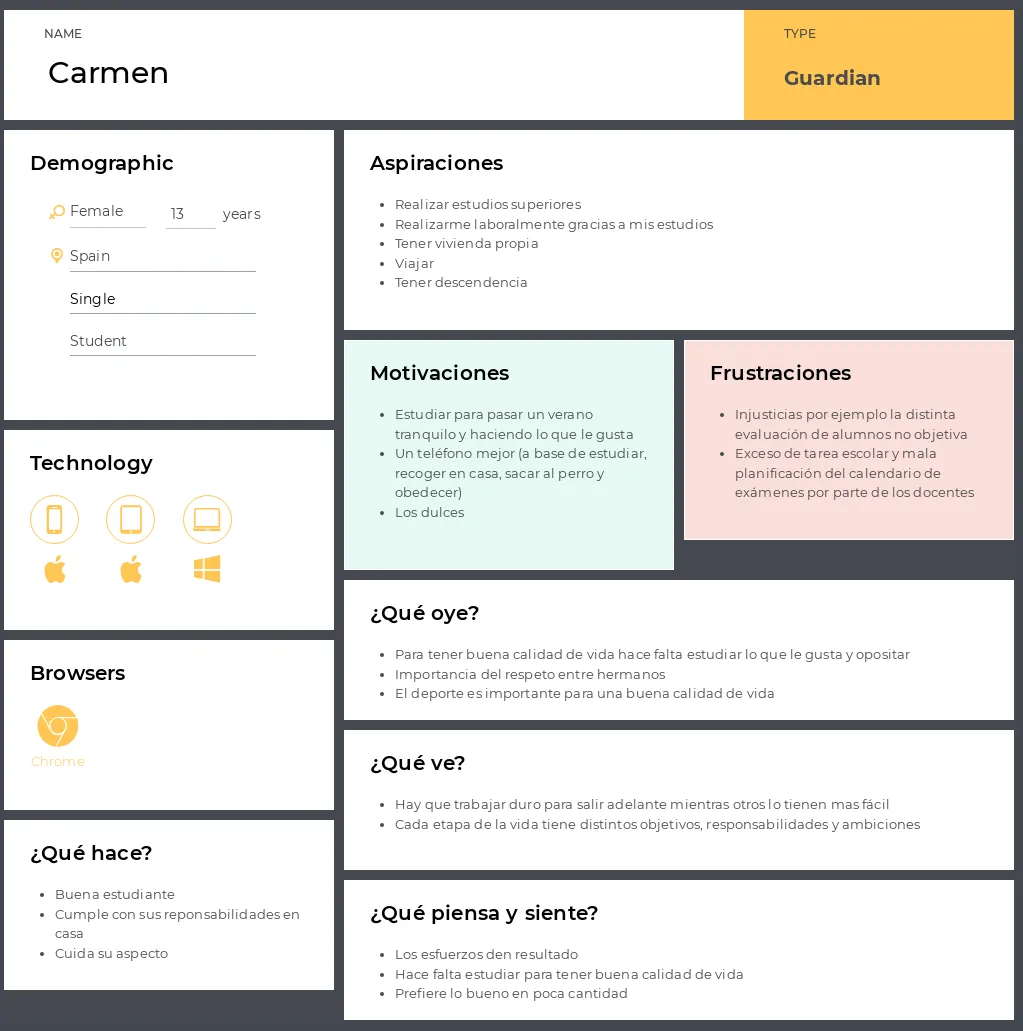 NAME
Carmen
TYPE
Guardian
Demographic
Female
13 years
Spain
Single
Student
Technology
Browsers
Chrome
¿Qué hace?
Buena estudiante
Cumple con sus reponsabilidades en
casa
Cuida su aspecto
Aspiraciones
Realizar estudios superiores
Realizarme laboralmente gracias a mis estudios
Tener vivienda propia
Viajar
Tener descendencia
Motivaciones
Estudiar para pasar un verano
tranquilo y haciendo lo que le gusta
Un teléfono mejor (a base de estudiar,
recoger en casa, sacar al perro y
obedecer)
Los dulces
Frustraciones
Injusticias por ejemplo la distinta
evaluación de alumnos no objetiva
Exceso de tarea escolar y mala
planificación del calendario de
exámenes por parte de los docentes
¿Qué oye?
Para tener buena calidad de vida hace falta estudiar lo que le gusta y opositar
Importancia del respeto entre hermanos
El deporte es importante para una buena calidad de vida
¿Qué ve?
Hay que trabajar duro para salir adelante mientras otros lo tienen mas fácil
Cada etapa de la vida tiene distintos objetivos, responsabilidades y ambiciones
¿Qué piensa y siente?
Los esfuerzos den resultado
Hace falta estudiar para tener buena calidad de vida
Prefiere lo bueno en poca cantidad